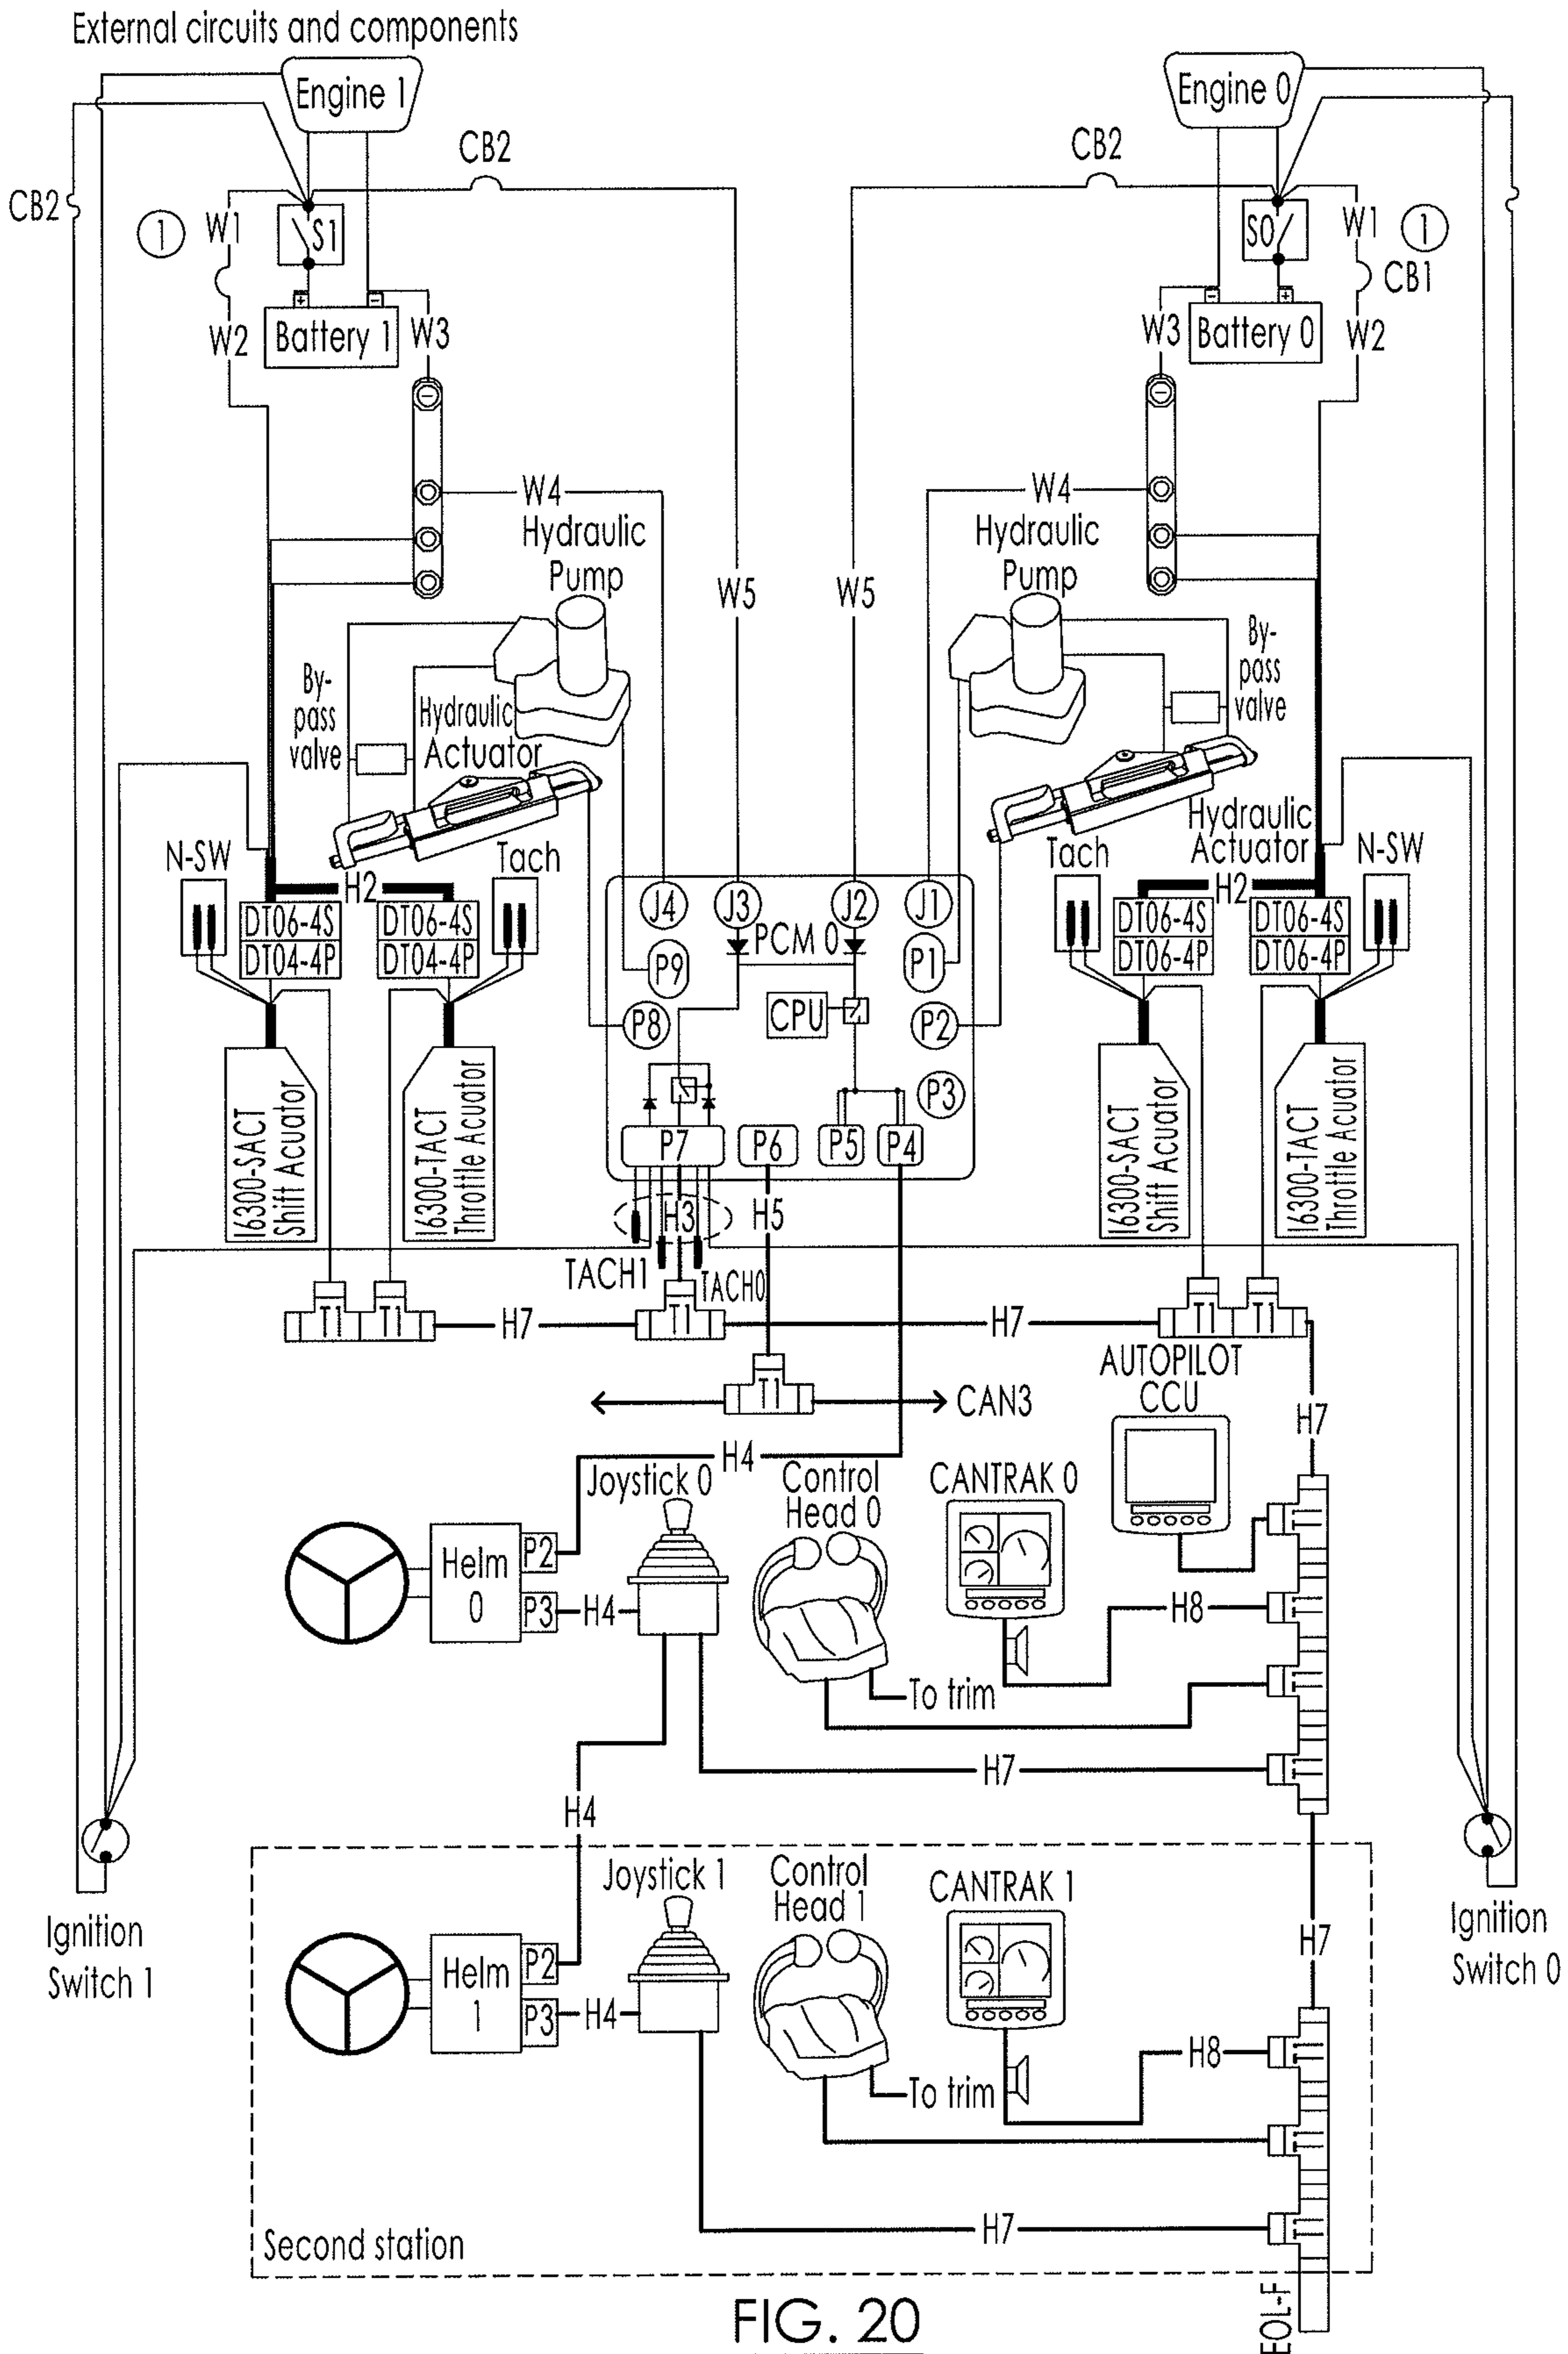 External circuits and components
Engine 1
Engine 0
CB2
CB2
CB2
1
W1
S1
S0
W1
1
CB1
+
-
-
+
W2
Battery 1
W3
W3
Battery 0
W2
-
-
W4
W4
Hydraulic
Pump
Hydraulic
Pump
W5
W5
By-
pass
valve
By-
pass
valve
Hydraulic
Actuator
Hydraulic
Actuator
N-SW
Tach
Tach
N-SW
H2
H2
DT06-4S
DT04-4P
DT06-4S
DT04-4P
DT06-4S
DT06-4P
DT06-4S
DT06-4P
J4
J3
J2
J1
PCM 0
P9
P1
P8
CPU
P2
P3
P7
P6
P5
P4
16300-SACT
Shift Acuator
16300-TACT
Throttle Acuator
16300-SACT
Shift Acuator
16300-TACT
Throttle Acuator
H3
H5
TACH1
TACH0
T1
T1
H7
T1
H7
T1
T1
T1
CAN3
AUTOPILOT
CCU
H7
H4
Joystick 0
Control
Head 0
CANTRAK 0
Helm
0
P2
P3
H4
H8
To trim
H7
H4
Joystick 1
Control
Head 1
CANTRAK 1
H7
Ignition
Switch 1
Ignition
Switch 0
Helm
1
P2
P3
H4
H8
To trim
H7
Second station
EOL-F
FIG. 20